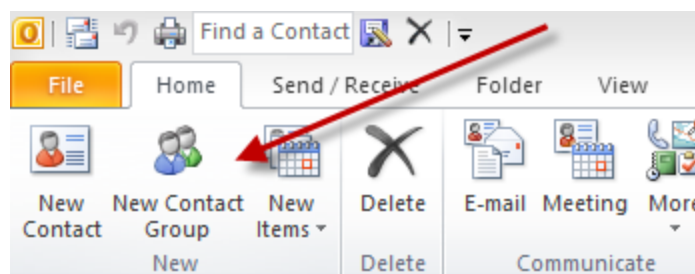 Find a Contact
File Home Send / Receive Folder View
New Contact
New Contact Group
New Items
Delete
E-mail
Meeting
More
New
Delete
Communicate